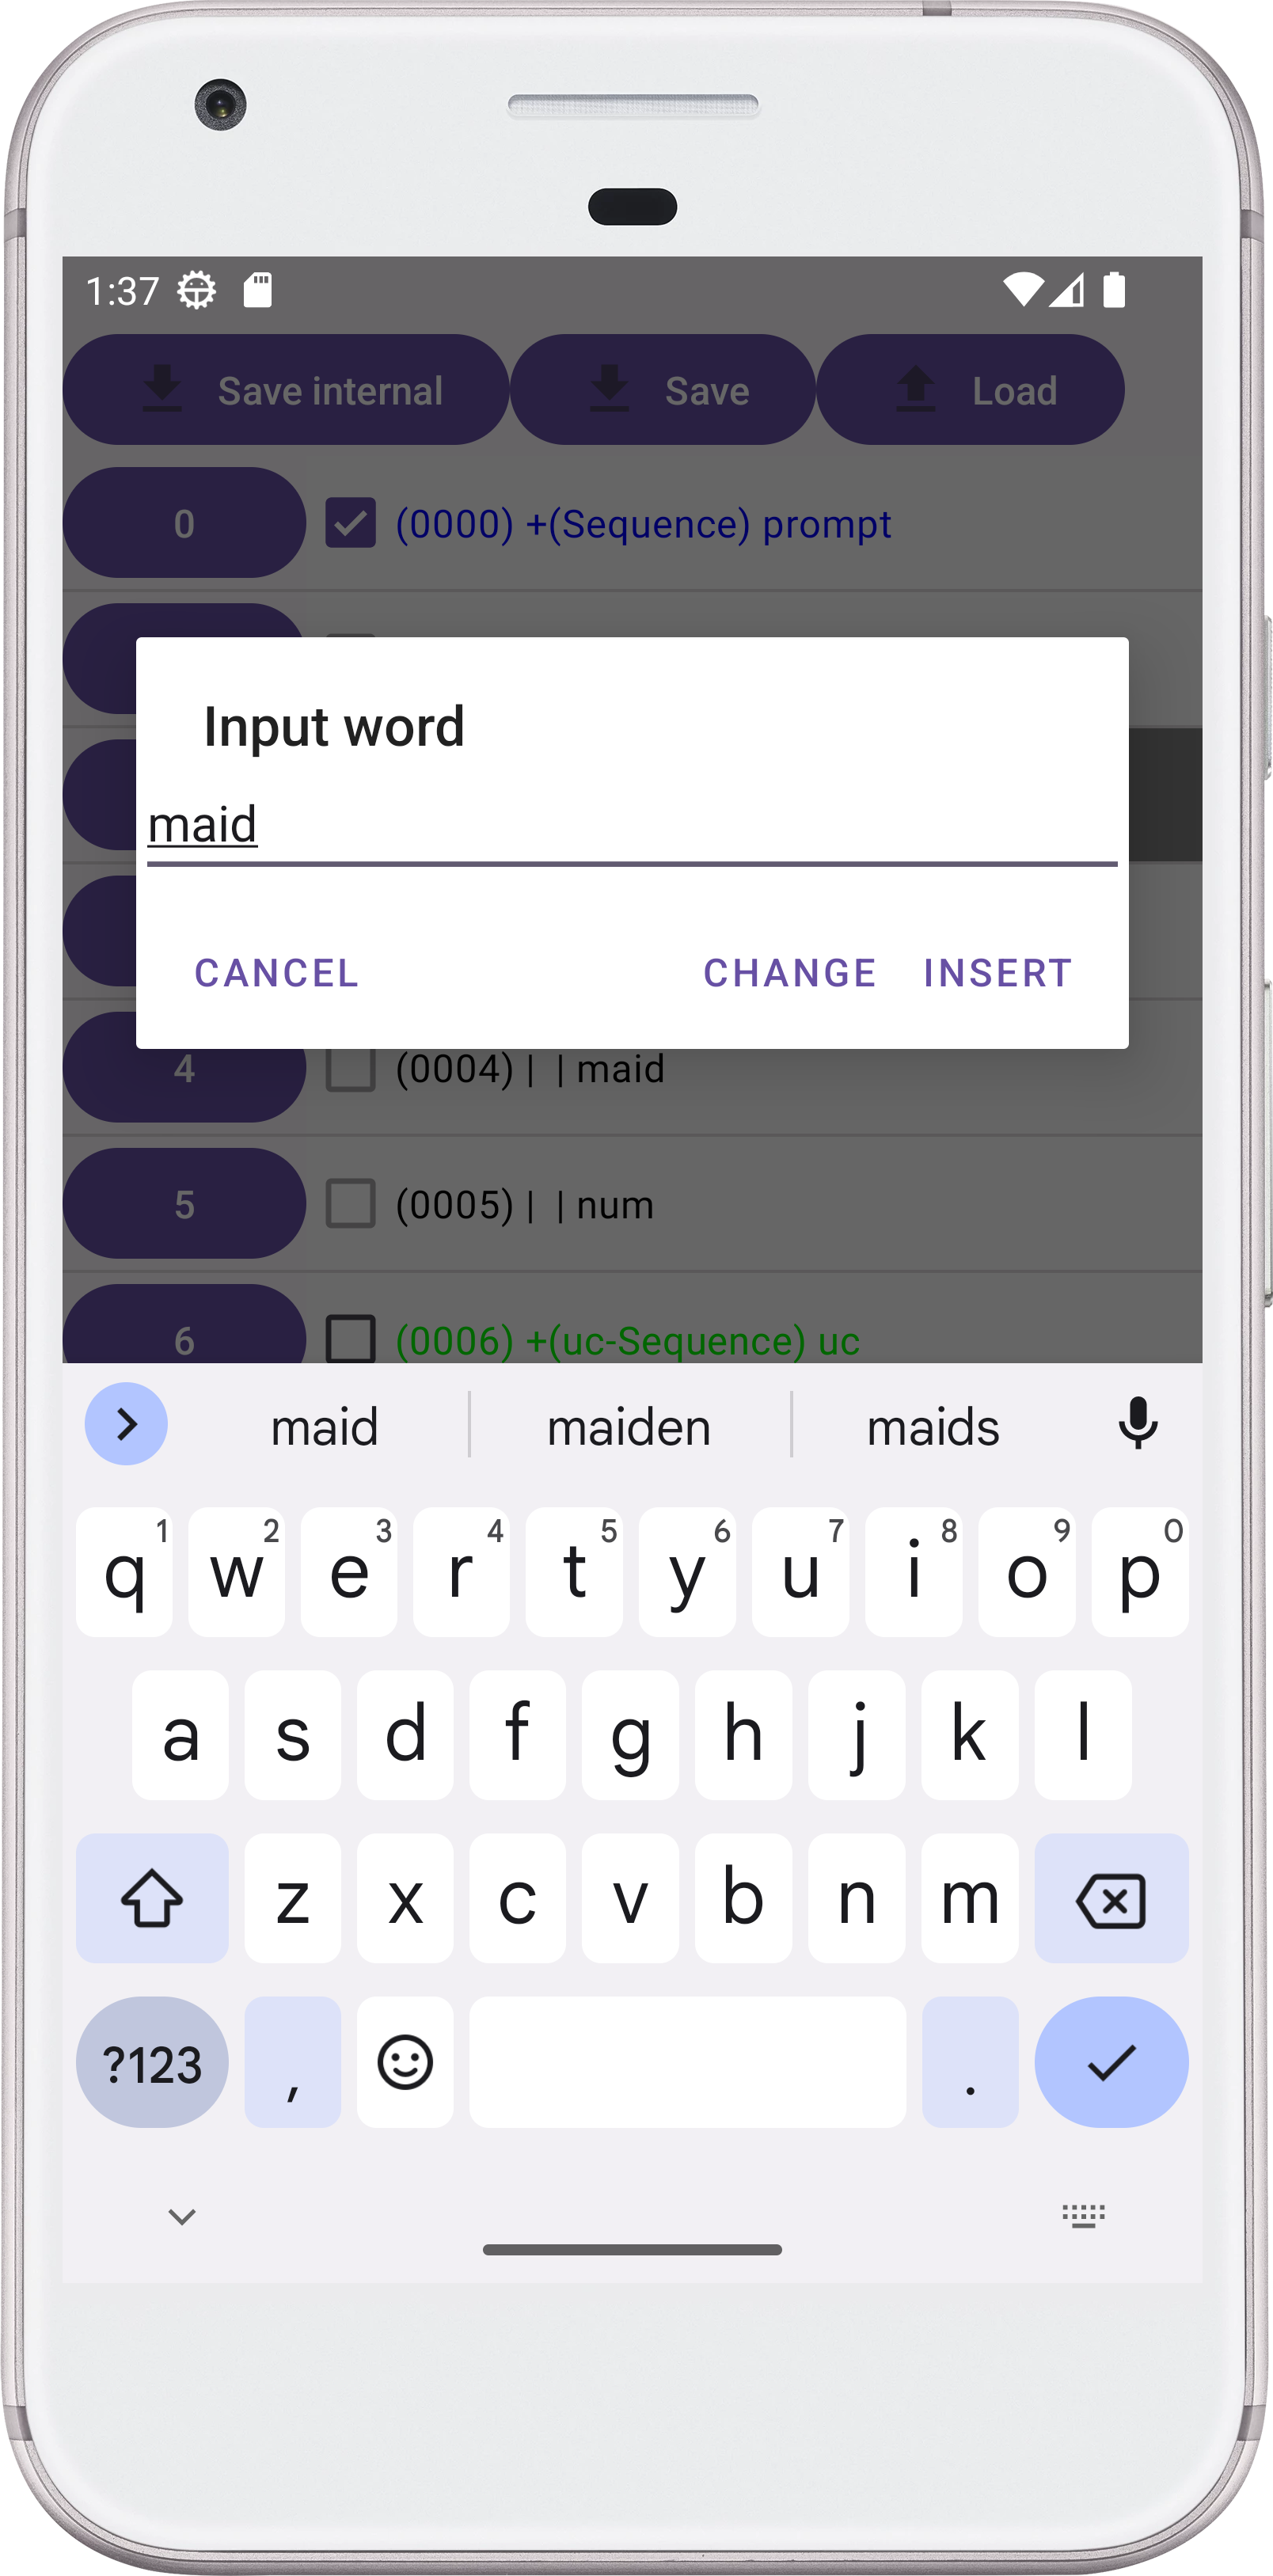 1:37
Save internal Save Load
0 (0000) +(Sequence) prompt
Input word
maid
CANCEL CHANGE INSERT
4 (0004) | | maid
5 (0005) | | num
6 (0006) +(uc-Sequence) uc
maid maiden maids
q 1 w 2 e 3 r 4 t 5 y 6 u 7 i 8 o 9 p 0
a s d f g h j k l
z x c v b n m
?123 , .